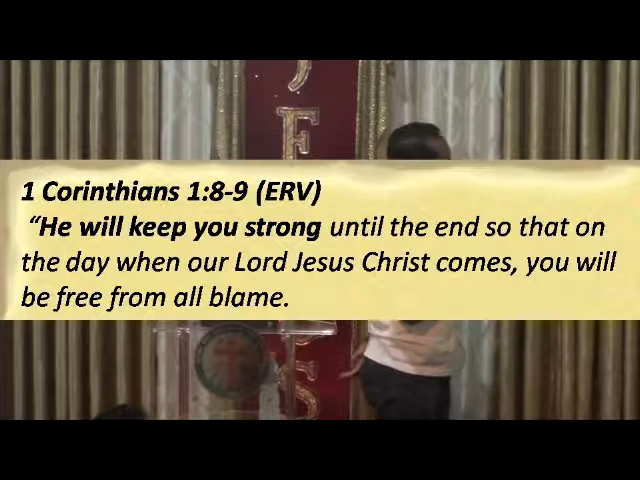 J
E
1 Corinthians 1:8-9 (ERV)
“He will keep you strong until the end so that on
the day when our Lord Jesus Christ comes, you will
be free from all blame.
S